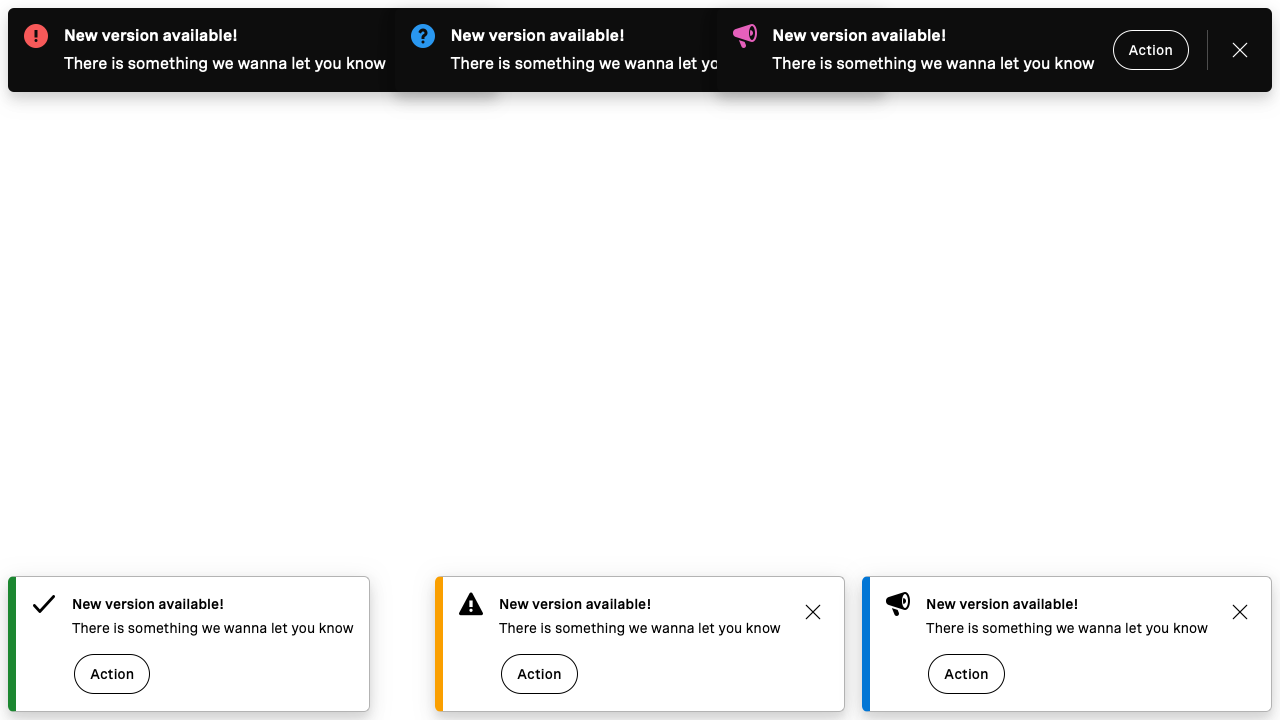 New version available!
There is something we wanna let you know
New version available!
There is something we wanna let yo
New version available!
There is something we wanna let you know
Action
New version available!
There is something we wanna let you know
Action
New version available!
There is something we wanna let you know
Action
New version available!
There is something we wanna let you know
Action